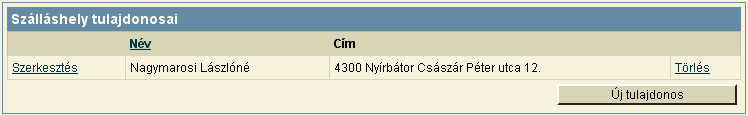 Szálláshely tulajdonosai
Név Cím
Szerkesztés Nagymarosi Lászlóné 4300 Nyírbátor Császár Péter utca 12. Törlés
Új tulajdonos